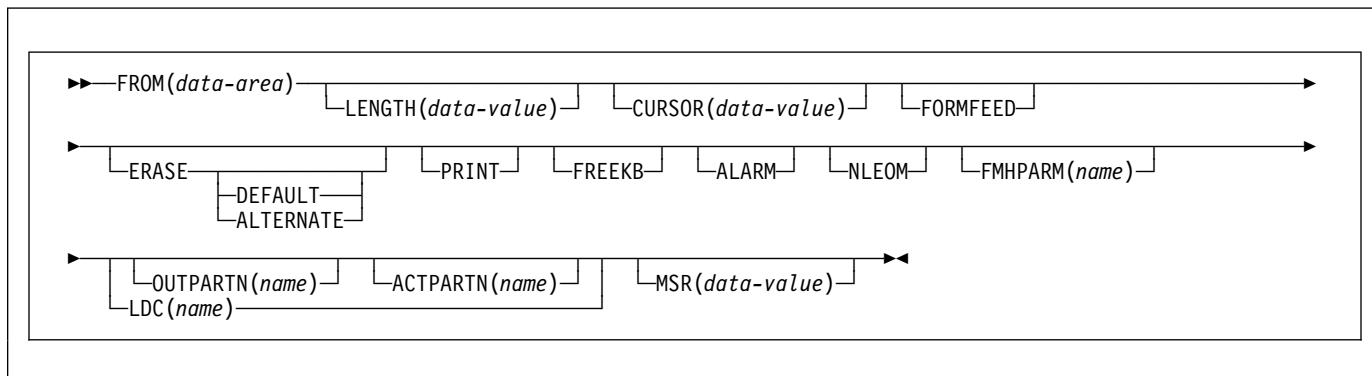 FROM(data-area) LENGTH(data-value) CURSOR(data-value) FORMFEED
ERASE DEFAULT ALTERNATE PRINT FREEKB ALARM NLEOM FMHPARM(name)
OUTPARTN(name) ACTPARTN(name) MSR(data-value)
LDC(name)